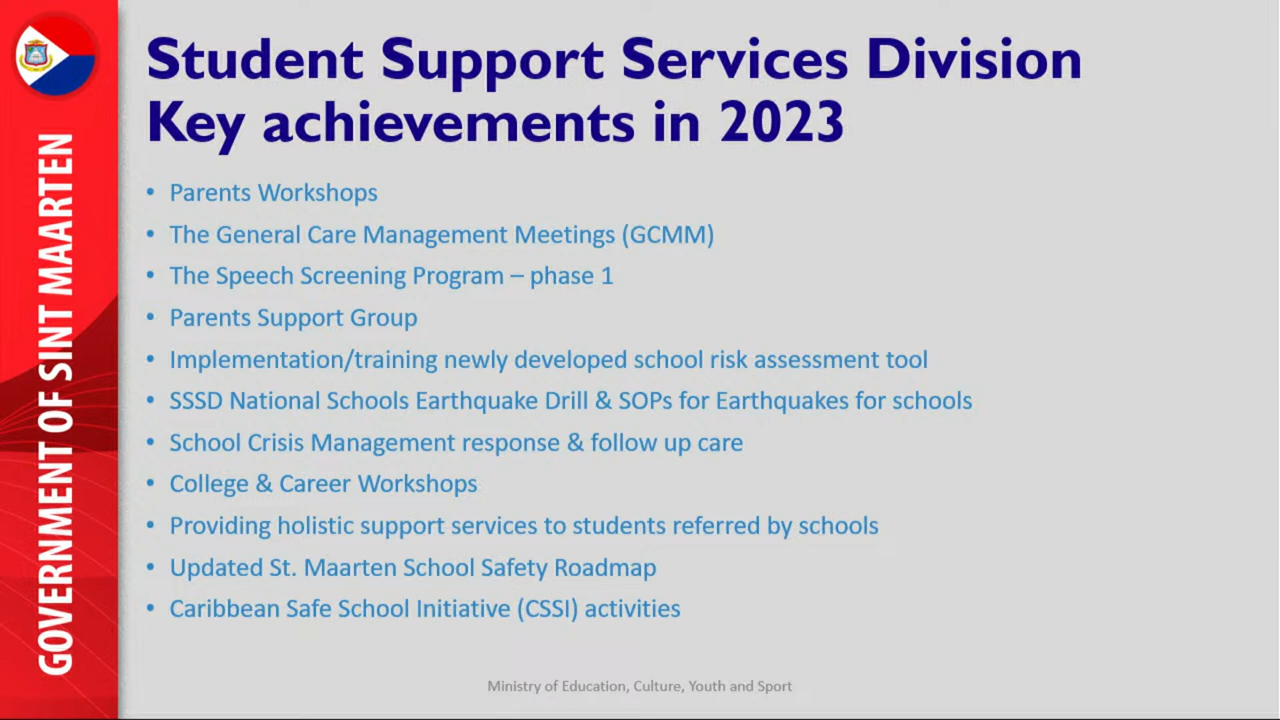 GOVERNMENT OF SINT MAARTEN
Student Support Services Division
Key achievements in 2023
• Parents Workshops
• The General Care Management Meetings (GCMM)
• The Speech Screening Program – phase 1
• Parents Support Group
• Implementation/training newly developed school risk assessment tool
• SSSD National Schools Earthquake Drill & SOPs for Earthquakes for schools
• School Crisis Management response & follow up care
• College & Career Workshops
• Providing holistic support services to students referred by schools
• Updated St. Maarten School Safety Roadmap
• Caribbean Safe School Initiative (CSSI) activities
Ministry of Education, Culture, Youth and Sport